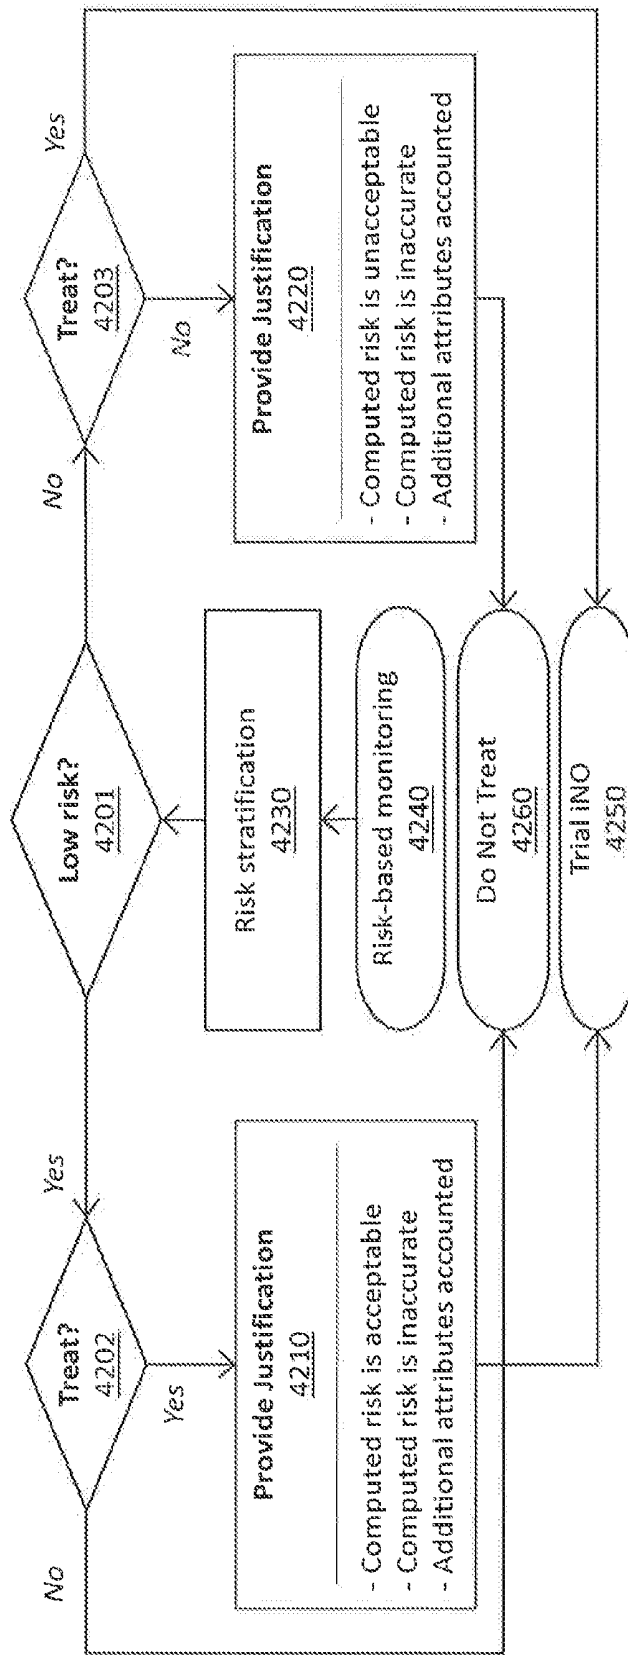 Yes
Low risk?
4201
No
Treat?
4202
Treat?
4203
No
Yes
Yes
No
Risk stratification
4230
Provide Justification
4210
- Computed risk is acceptable
- Computed risk is inaccurate
- Additional attributes accounted
Provide Justification
4220
- Computed risk is unacceptable
- Computed risk is inaccurate
- Additional attributes accounted
Risk-based monitoring
4240
Do Not Treat
4260
Trial iNO
4250